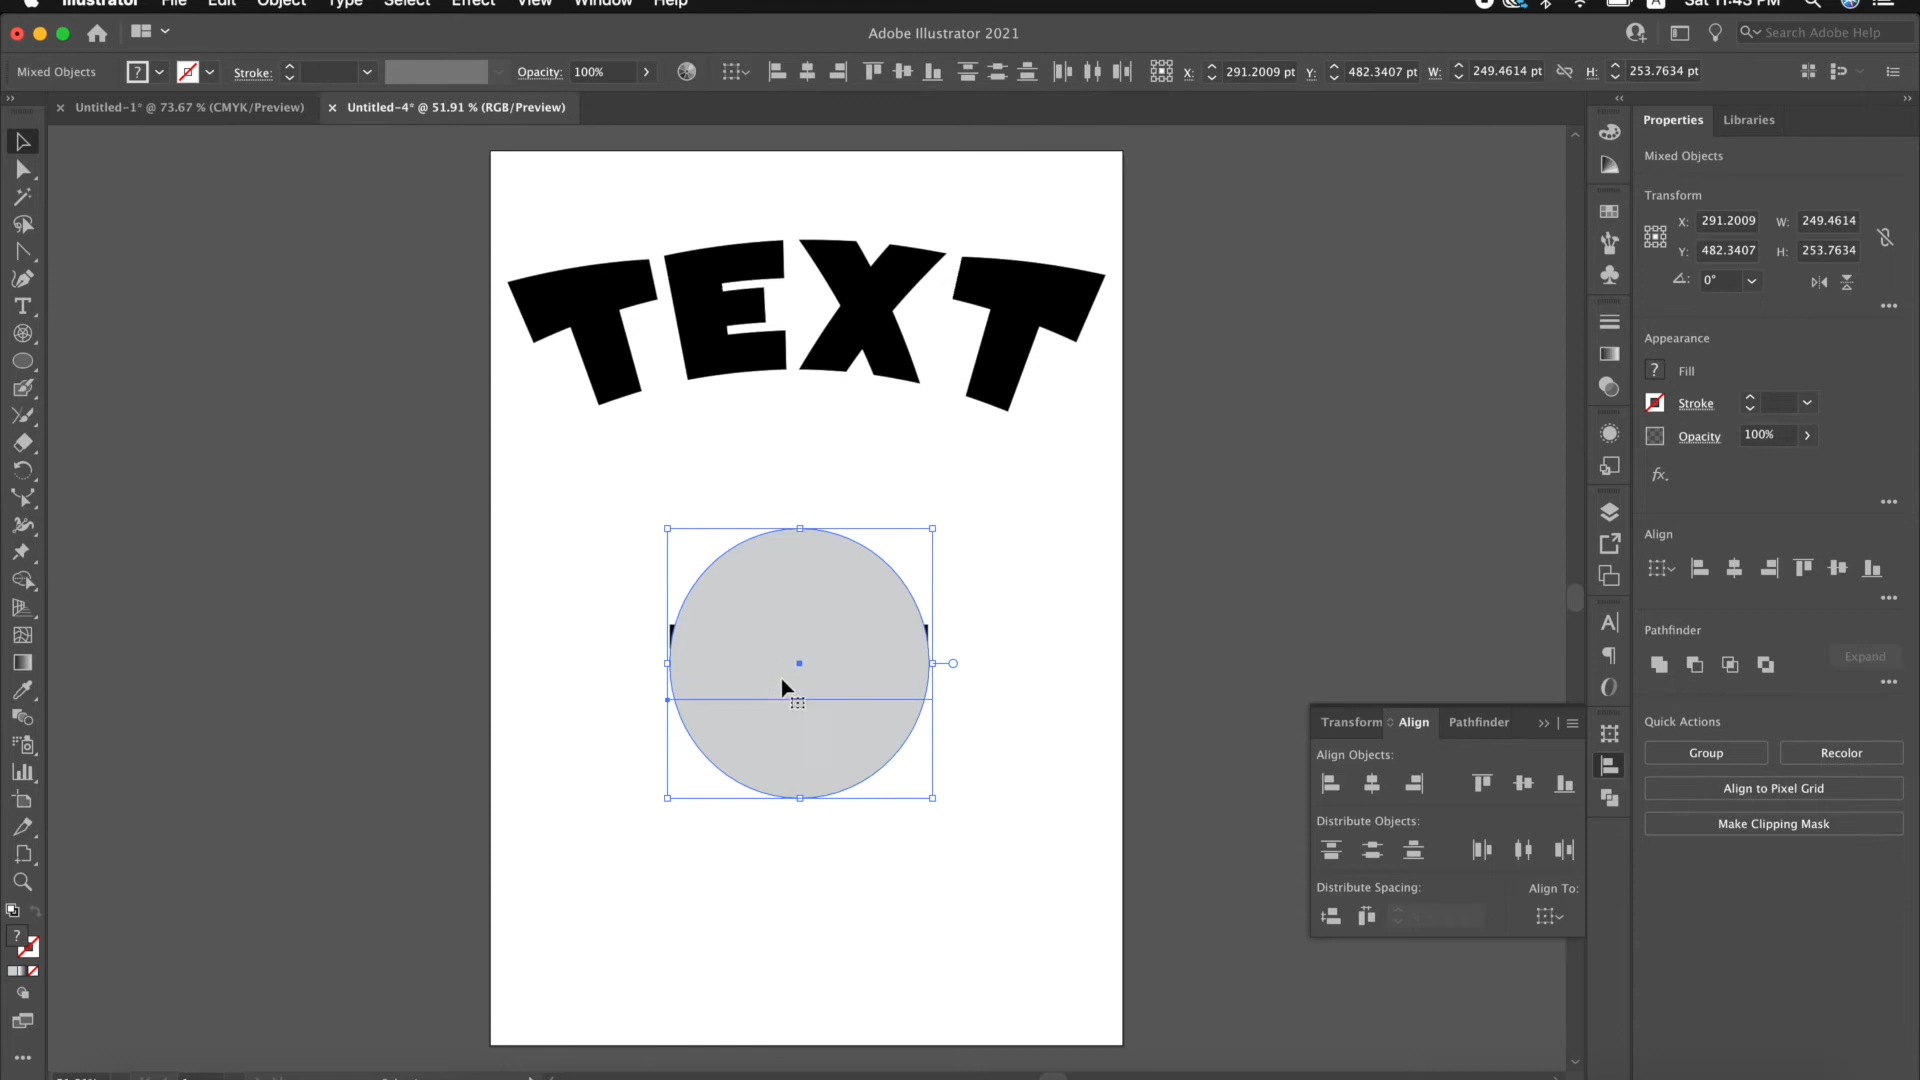 Illustrator File Edit Object Type Select Effect View Window Help Sat 11:43 PM
Adobe Illustrator 2021
Search Adobe Help
Mixed Objects ? Stroke: Opacity: 100% X: 291.2009 pt Y: 482.3407 pt W: 249.4614 pt H: 253.7634 pt
Untitled-1* @ 73.67 % (CMYK/Preview)
Untitled-4* @ 51.91 % (RGB/Preview)
TEXT
Properties Libraries
Mixed Objects
Transform
X: 291.2009 W: 249.4614
Y: 482.3407 H: 253.7634
0°
Appearance
? Fill
Stroke
Opacity 100%
fx.
Align
Pathfinder
Expand
Quick Actions
Group Recolor
Align to Pixel Grid
Make Clipping Mask
Transform Align Pathfinder
Align Objects:
Distribute Objects:
Distribute Spacing: Align To:
?